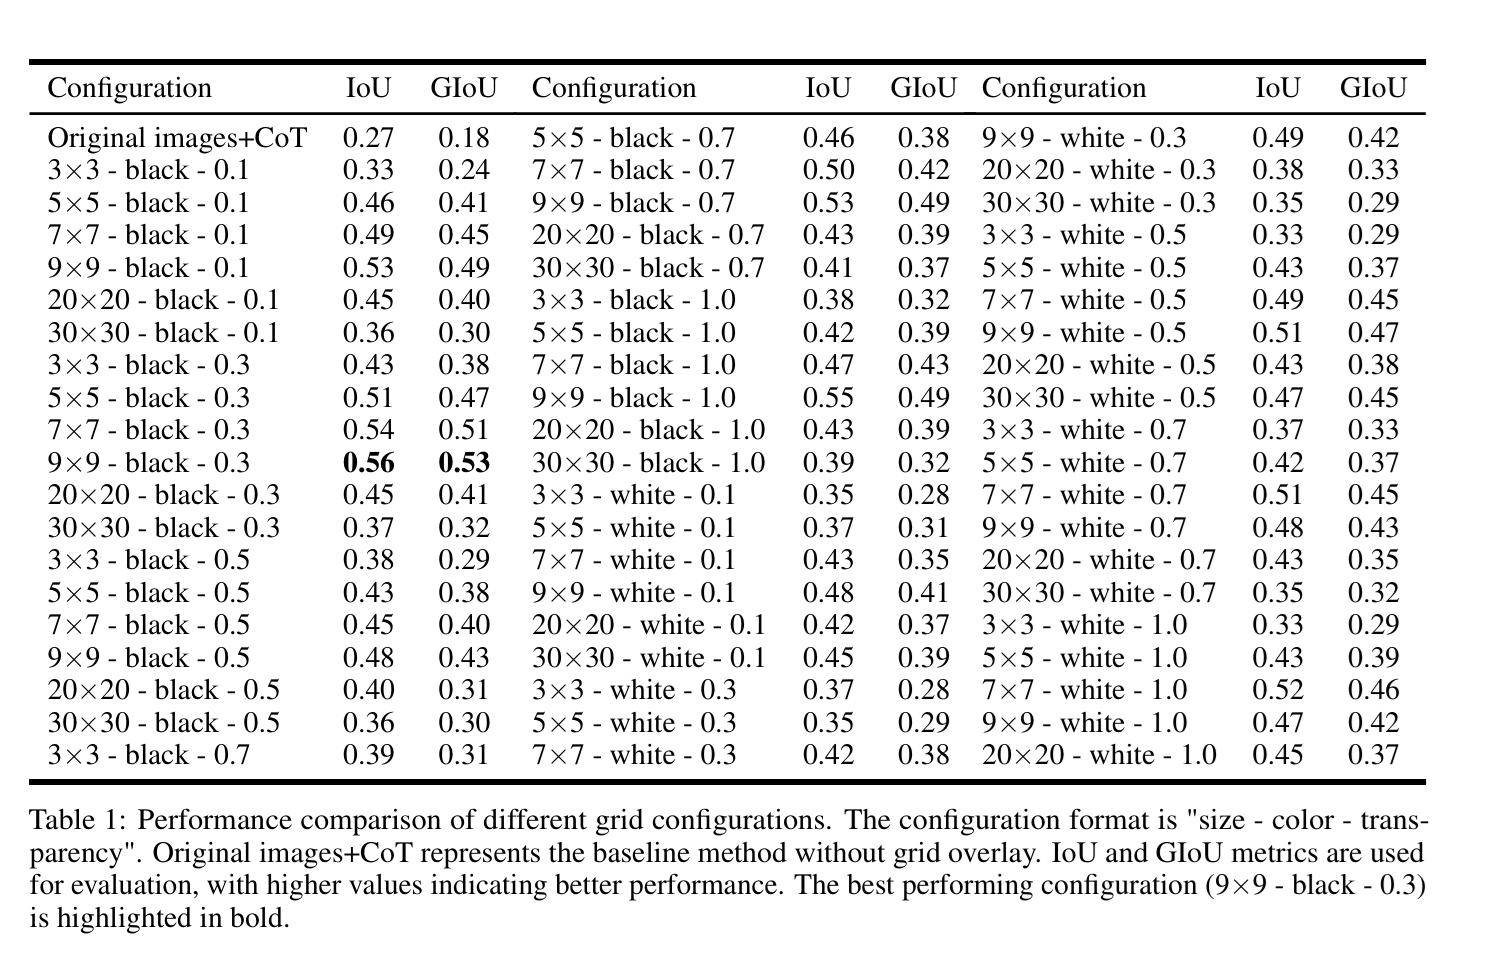 Configuration IoU GIoU Configuration IoU GIoU Configuration IoU GIoU
Original images+CoT 0.27 0.18 5×5 - black - 0.7 0.46 0.38 9×9 - white - 0.3 0.49 0.42
3×3 - black - 0.1 0.33 0.24 7×7 - black - 0.7 0.50 0.42 20×20 - white - 0.3 0.38 0.33
5×5 - black - 0.1 0.46 0.41 9×9 - black - 0.7 0.53 0.49 30×30 - white - 0.3 0.35 0.29
7×7 - black - 0.1 0.49 0.45 20×20 - black - 0.7 0.43 0.39 3×3 - white - 0.5 0.33 0.29
9×9 - black - 0.1 0.53 0.49 30×30 - black - 0.7 0.41 0.37 5×5 - white - 0.5 0.43 0.37
20×20 - black - 0.1 0.45 0.40 3×3 - black - 1.0 0.38 0.32 7×7 - white - 0.5 0.49 0.45
30×30 - black - 0.1 0.36 0.30 5×5 - black - 1.0 0.42 0.39 9×9 - white - 0.5 0.51 0.47
3×3 - black - 0.3 0.43 0.38 7×7 - black - 1.0 0.47 0.43 20×20 - white - 0.5 0.43 0.38
5×5 - black - 0.3 0.51 0.47 9×9 - black - 1.0 0.55 0.49 30×30 - white - 0.5 0.47 0.45
7×7 - black - 0.3 0.54 0.51 20×20 - black - 1.0 0.43 0.39 3×3 - white - 0.7 0.37 0.33
9×9 - black - 0.3 0.56 0.53 30×30 - black - 1.0 0.39 0.32 5×5 - white - 0.7 0.42 0.37
20×20 - black - 0.3 0.45 0.41 3×3 - white - 0.1 0.35 0.28 7×7 - white - 0.7 0.51 0.45
30×30 - black - 0.3 0.37 0.32 5×5 - white - 0.1 0.37 0.31 9×9 - white - 0.7 0.48 0.43
3×3 - black - 0.5 0.38 0.29 7×7 - white - 0.1 0.43 0.35 20×20 - white - 0.7 0.43 0.35
5×5 - black - 0.5 0.43 0.38 9×9 - white - 0.1 0.48 0.41 30×30 - white - 0.7 0.35 0.32
7×7 - black - 0.5 0.45 0.40 20×20 - white - 0.1 0.42 0.37 3×3 - white - 1.0 0.33 0.29
9×9 - black - 0.5 0.48 0.43 30×30 - white - 0.1 0.45 0.39 5×5 - white - 1.0 0.43 0.39
20×20 - black - 0.5 0.40 0.31 3×3 - white - 0.3 0.37 0.28 7×7 - white - 1.0 0.52 0.46
30×30 - black - 0.5 0.36 0.30 5×5 - white - 0.3 0.35 0.29 9×9 - white - 1.0 0.47 0.42
3×3 - black - 0.7 0.39 0.31 7×7 - white - 0.3 0.42 0.38 20×20 - white - 1.0 0.45 0.37
Table 1: Performance comparison of different grid configurations. The configuration format is "size - color - trans-
parency". Original images+CoT represents the baseline method without grid overlay. IoU and GIoU metrics are used
for evaluation, with higher values indicating better performance. The best performing configuration (9×9 - black - 0.3)
is highlighted in bold.